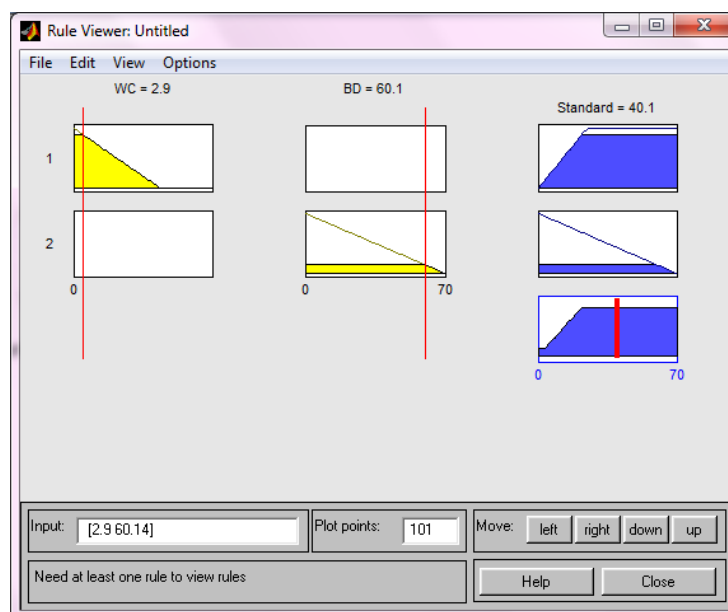 Rule Viewer: Untitled
File Edit View Options
WC = 2.9
BD = 60.1
Standard = 40.1
1
2
0
0 70
0 70
Input: [2.9 60.14]
Plot points: 101
Move: left right down up
Need at least one rule to view rules
Help Close